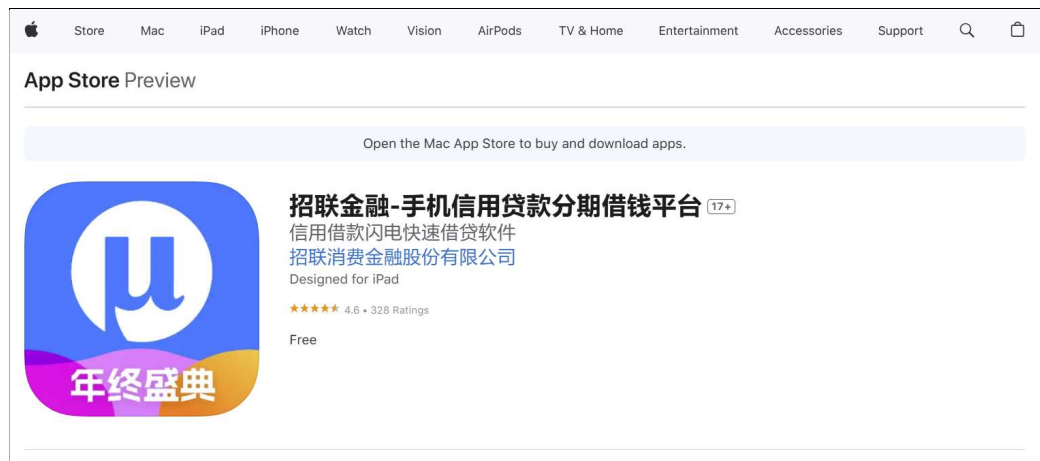 Store Mac iPad iPhone Watch Vision AirPods TV & Home Entertainment Accessories Support
App Store Preview
Open the Mac App Store to buy and download apps.
招联金融-手机信用贷款分期借钱平台 17+
信用借款闪电快速借贷软件
招联消费金融股份有限公司
Designed for iPad
★★★★★ 4.6 • 328 Ratings
Free
μ
年终盛典